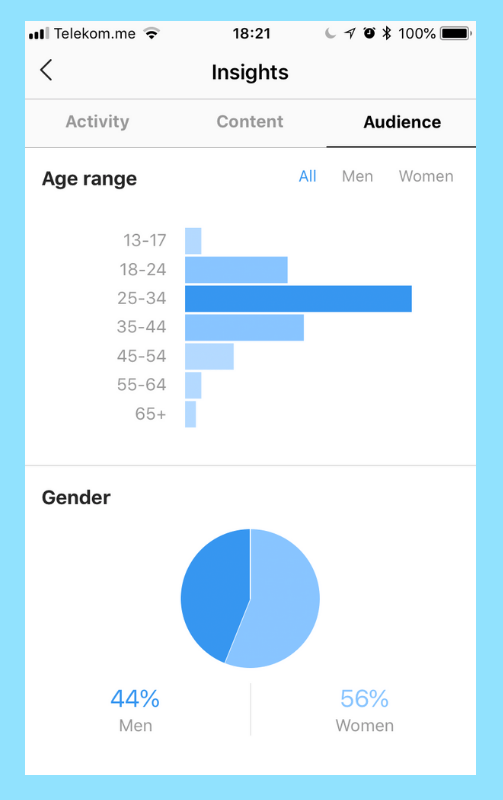 Telekom.me 18:21 100%
Insights
Activity Content Audience
Age range All Men Women
13-17
18-24
25-34
35-44
45-54
55-64
65+
Gender
44% 56%
Men Women